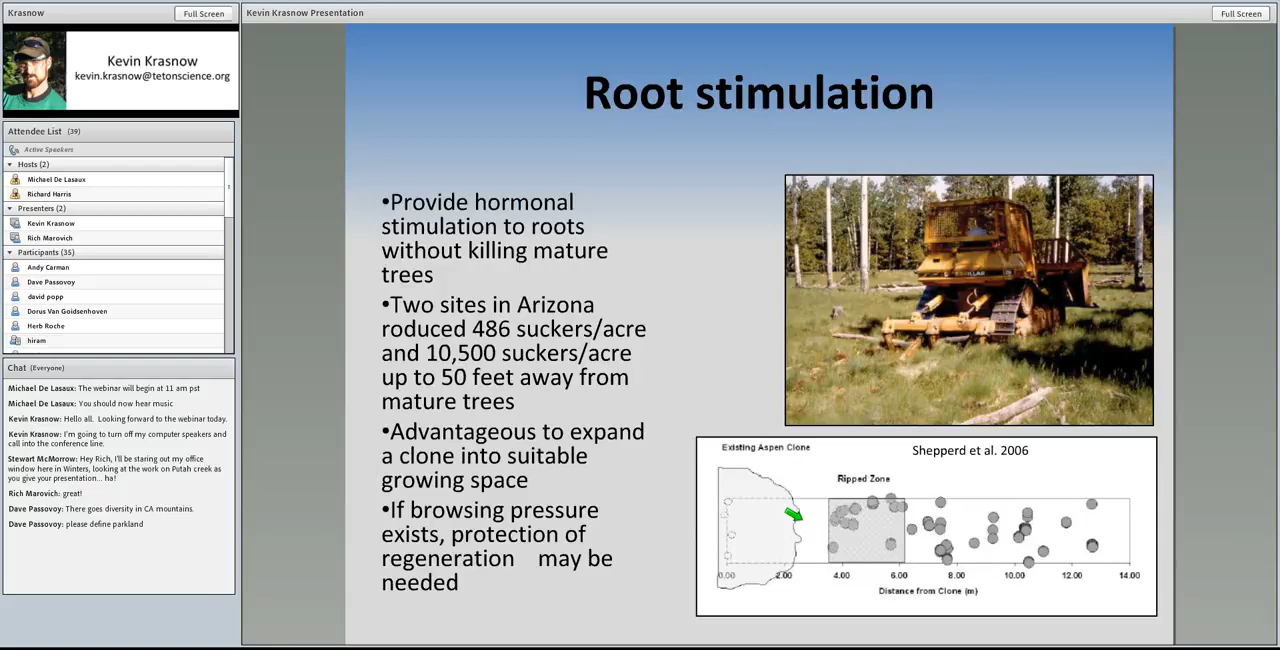 Krasnow
Full Screen
Kevin Krasnow Presentation
Full Screen
Kevin Krasnow
kevin.krasnow@tetonscience.org
Attendee List (39)
Active Speakers
Hosts (2)
Michael De Lasaux
Richard Harris
Presenters (2)
Kevin Krasnow
Rich Marovich
Participants (35)
Andy Carman
Dave Passovoy
david popp
Dorus Van Goidsenhoven
Herb Roche
hiram
Chat (Everyone)
Michael De Lasaux: The webinar will begin at 11 am pst
Michael De Lasaux: You should now hear music
Kevin Krasnow: Hello all. Looking forward to the webinar today.
Kevin Krasnow: I'm going to turn off my computer speakers and
call into the conference line.
Stewart McMorrow: Hey Rich, I'll be staring out my office
window here in Winters, looking at the work on Putah creek as
you give your presentation... ha!
Rich Marovich: great!
Dave Passovoy: There goes diversity in CA mountains.
Dave Passovoy: please define parkland
Root stimulation
•Provide hormonal
stimulation to roots
without killing mature
trees
•Two sites in Arizona
roduced 486 suckers/acre
and 10,500 suckers/acre
up to 50 feet away from
mature trees
•Advantageous to expand
a clone into suitable
growing space
•If browsing pressure
exists, protection of
regeneration may be
needed
Existing Aspen Clone
Shepperd et al. 2006
Ripped Zone
0.00 2.00 4.00 6.00 8.00 10.00 12.00 14.00
Distance from Clone (m)